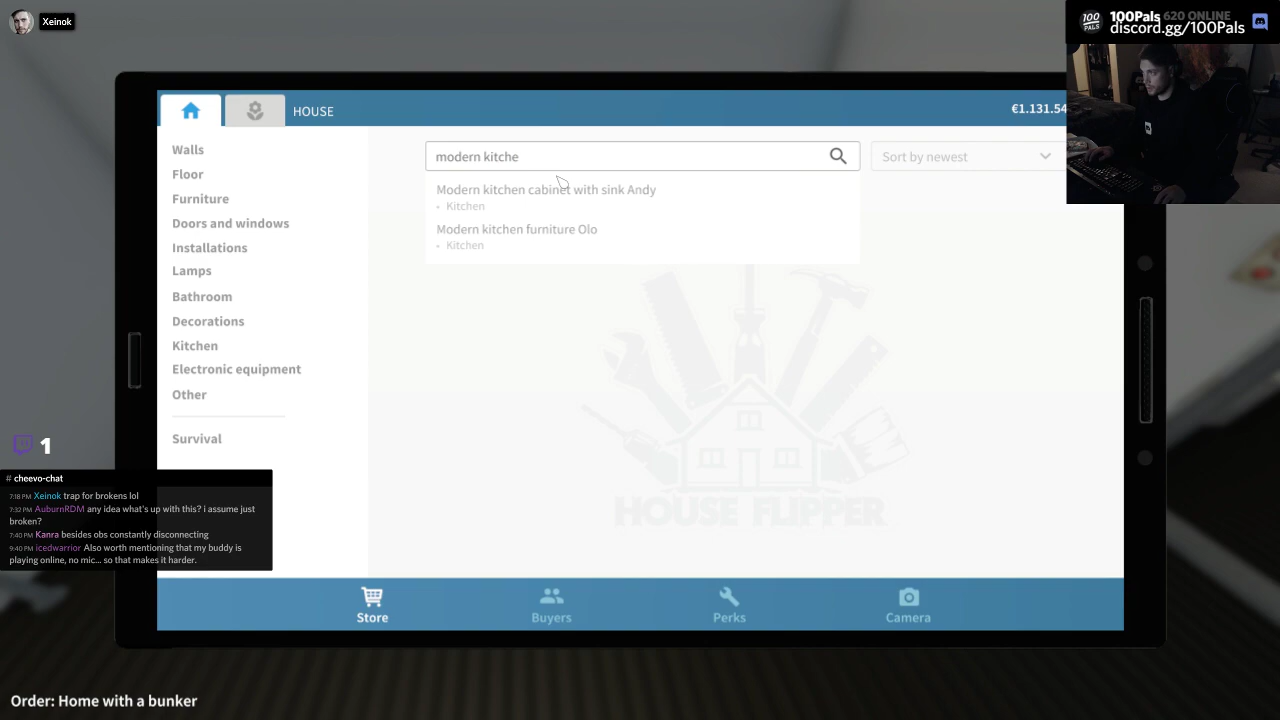 Xeinok
100Pals 620 ONLINE
discord.gg/100Pals
100
PALS
HOUSE
€1.131.54
Walls
Floor
Furniture
Doors and windows
Installations
Lamps
Bathroom
Decorations
Kitchen
Electronic equipment
Other
Survival
modern kitche
Sort by newest
Modern kitchen cabinet with sink Andy
• Kitchen
Modern kitchen furniture Olo
• Kitchen
HOUSE FLIPPER
1
# cheevo-chat
7:18 PM Xeinok trap for brokens lol
7:32 PM AuburnRDM any idea what's up with this? i assume just
broken?
7:40 PM Kanra besides obs constantly disconnecting
9:40 PM icedwarrior Also worth mentioning that my buddy is
playing online, no mic... so that makes it harder.
Store
Buyers
Perks
Camera
Order: Home with a bunker